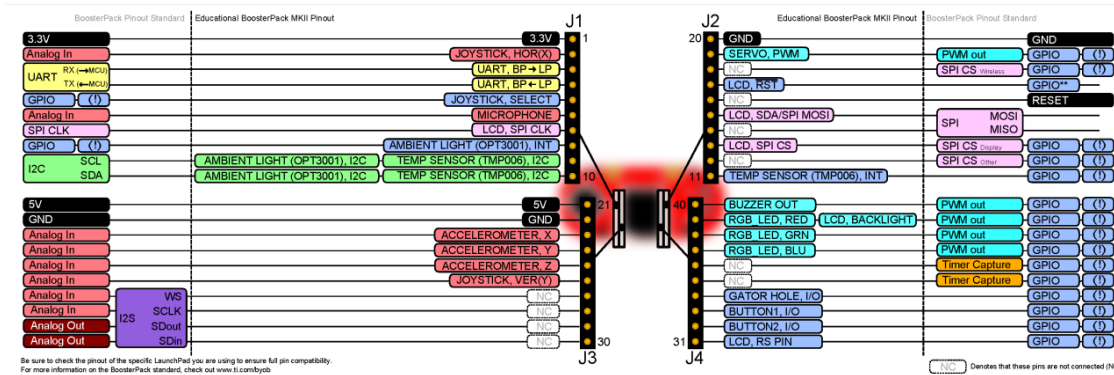 BoosterPack Pinout Standard Educational BoosterPack MKII Pinout J1 J2 Educational BoosterPack MKII Pinout BoosterPack Pinout Standard
3.3V 3.3V 1 20 GND GND
Analog In JOYSTICK, HOR(X) SERVO, PWM PWM out GPIO (!)
UART RX (→MCU) UART, BP→LP NC SPI CS Wireless GPIO (!)
TX (←MCU) UART, BP←LP LCD, RST GPIO**
GPIO (!) JOYSTICK, SELECT NC RESET
Analog In MICROPHONE LCD, SDA/SPI MOSI SPI MOSI
SPI CLK LCD, SPI CLK NC MISO
GPIO (!) AMBIENT LIGHT (OPT3001), INT LCD, SPI CS SPI CS Display GPIO (!)
I2C SCL AMBIENT LIGHT (OPT3001), I2C TEMP SENSOR (TMP006), I2C NC SPI CS Other GPIO (!)
SDA AMBIENT LIGHT (OPT3001), I2C TEMP SENSOR (TMP006), I2C 10 11 TEMP SENSOR (TMP006), INT GPIO (!)
5V 5V 21 40 BUZZER OUT PWM out GPIO (!)
GND GND RGB LED, RED LCD, BACKLIGHT PWM out GPIO (!)
Analog In ACCELEROMETER, X RGB LED, GRN PWM out GPIO (!)
Analog In ACCELEROMETER, Y RGB LED, BLU PWM out GPIO (!)
Analog In ACCELEROMETER, Z NC Timer Capture GPIO (!)
Analog In JOYSTICK, VER(Y) NC Timer Capture GPIO (!)
Analog In I2S WS NC GATOR HOLE, I/O GPIO (!)
Analog In SCLK NC BUTTON1, I/O GPIO (!)
Analog Out SDout NC BUTTON2, I/O GPIO (!)
Analog Out SDin NC 30 31 LCD, RS PIN GPIO (!)
J3 J4
Be sure to check the pinout of the specific LaunchPad you are using to ensure full pin compatibility.
For more information on the BoosterPack standard, check out www.ti.com/byob
NC Denotes that these pins are not connected (N